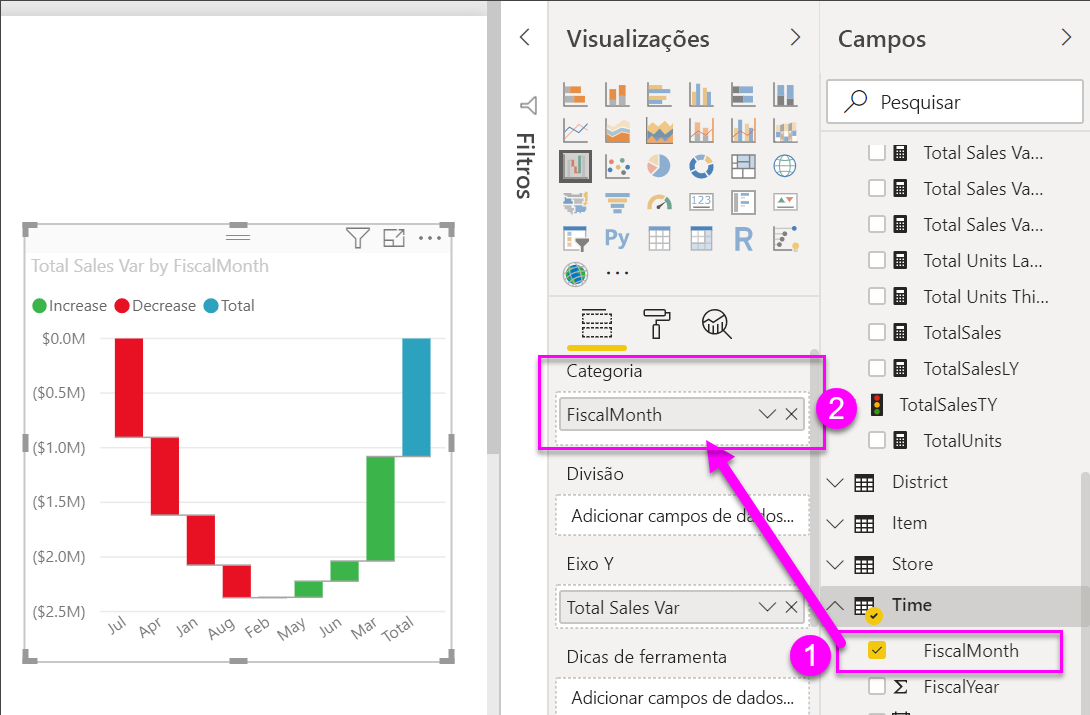 Total Sales Var by FiscalMonth
Increase Decrease Total
$0.0M
($0.5M)
($1.0M)
($1.5M)
($2.0M)
($2.5M)
Jul Apr Jan Aug Feb May Jun Mar Total
Filtros
Visualizações
123
Py
R
Categoria
FiscalMonth
2
Divisão
Adicionar campos de dados...
Eixo Y
Total Sales Var
Dicas de ferramenta
Adicionar campos de dados...
Campos
Pesquisar
Total Sales Va...
Total Sales Va...
Total Sales Va...
Total Units La...
Total Units Thi...
TotalSales
TotalSalesLY
TotalSalesTY
TotalUnits
District
Item
Store
Time
1
FiscalMonth
Σ FiscalYear